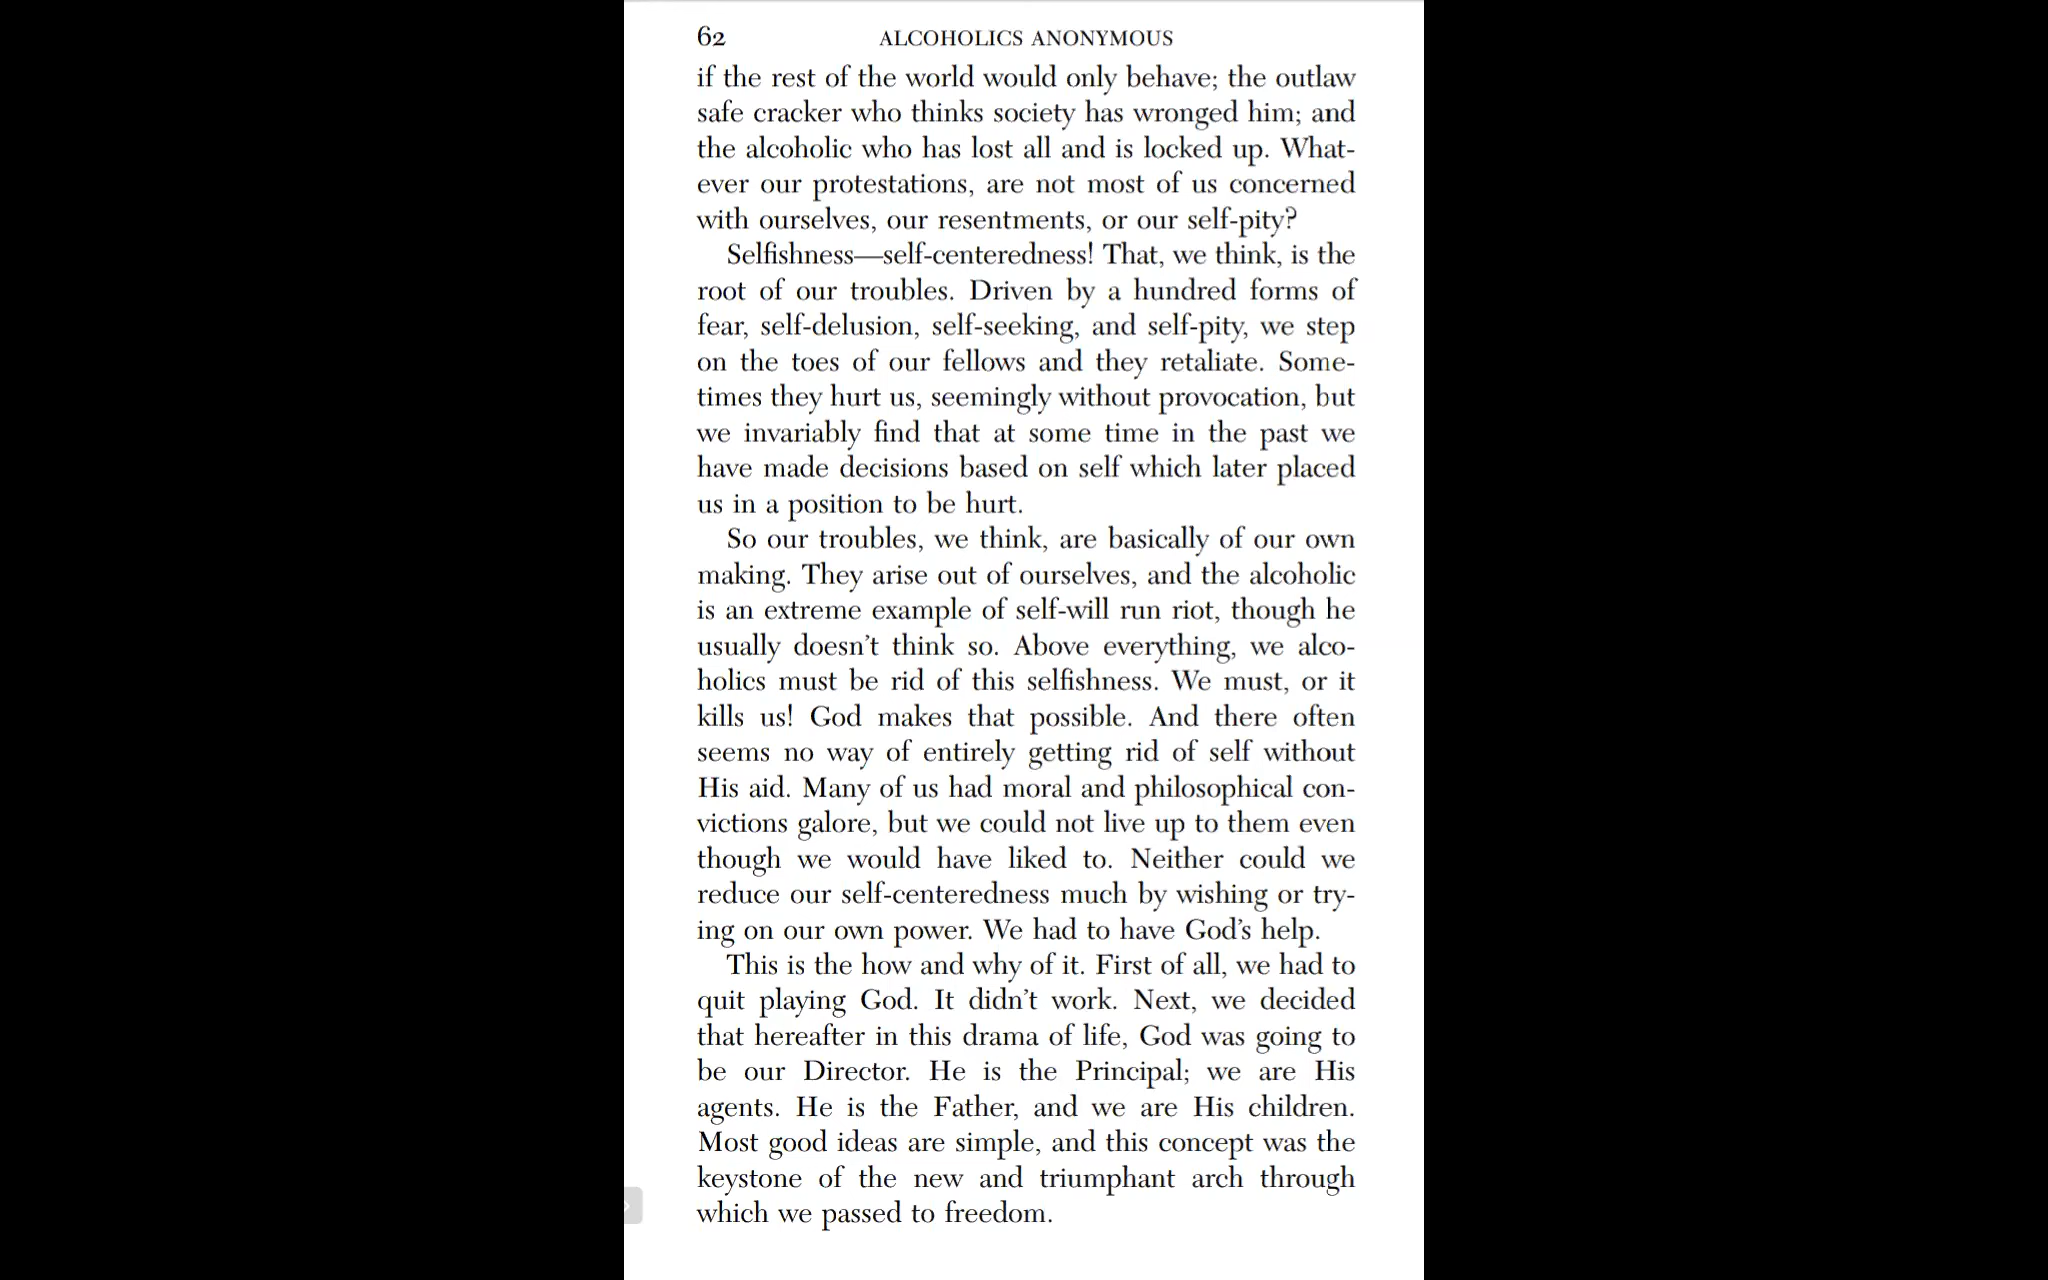 62 ALCOHOLICS ANONYMOUS
if the rest of the world would only behave; the outlaw
safe cracker who thinks society has wronged him; and
the alcoholic who has lost all and is locked up. What-
ever our protestations, are not most of us concerned
with ourselves, our resentments, or our self-pity?
Selfishness—self-centeredness! That, we think, is the
root of our troubles. Driven by a hundred forms of
fear, self-delusion, self-seeking, and self-pity, we step
on the toes of our fellows and they retaliate. Some-
times they hurt us, seemingly without provocation, but
we invariably find that at some time in the past we
have made decisions based on self which later placed
us in a position to be hurt.
So our troubles, we think, are basically of our own
making. They arise out of ourselves, and the alcoholic
is an extreme example of self-will run riot, though he
usually doesn't think so. Above everything, we alco-
holics must be rid of this selfishness. We must, or it
kills us! God makes that possible. And there often
seems no way of entirely getting rid of self without
His aid. Many of us had moral and philosophical con-
victions galore, but we could not live up to them even
though we would have liked to. Neither could we
reduce our self-centeredness much by wishing or try-
ing on our own power. We had to have God's help.
This is the how and why of it. First of all, we had to
quit playing God. It didn't work. Next, we decided
that hereafter in this drama of life, God was going to
be our Director. He is the Principal; we are His
agents. He is the Father, and we are His children.
Most good ideas are simple, and this concept was the
keystone of the new and triumphant arch through
which we passed to freedom.